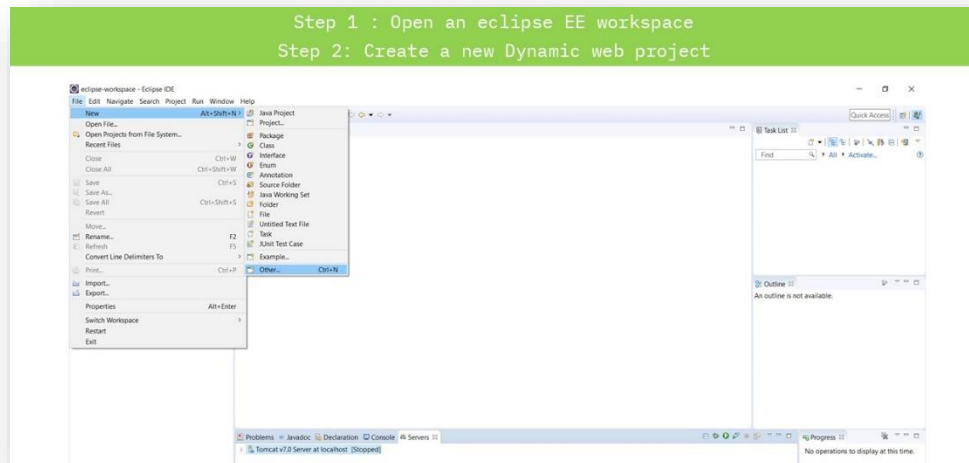 Step 1 : Open an eclipse EE workspace
Step 2: Create a new Dynamic web project
eclipse-workspace - Eclipse IDE
File Edit Navigate Search Project Run Window Help
New Alt+Shift+N
Open File...
Open Projects from File System...
Recent Files
Close Ctrl+W
Close All Ctrl+Shift+W
Save Ctrl+S
Save As...
Save All Ctrl+Shift+S
Revert
Move...
Rename... F2
Refresh F5
Convert Line Delimiters To
Print... Ctrl+P
Import...
Export...
Properties Alt+Enter
Switch Workspace
Restart
Exit
Java Project
Project...
Package
Class
Interface
Enum
Annotation
Source Folder
Java Working Set
Folder
File
Untitled Text File
Task
JUnit Test Case
Example...
Other... Ctrl+N
Quick Access
Task List
Find All Activate...
Outline
An outline is not available.
Problems Javadoc Declaration Console Servers
Tomcat v7.0 Server at localhost [Stopped]
Progress
No operations to display at this time.